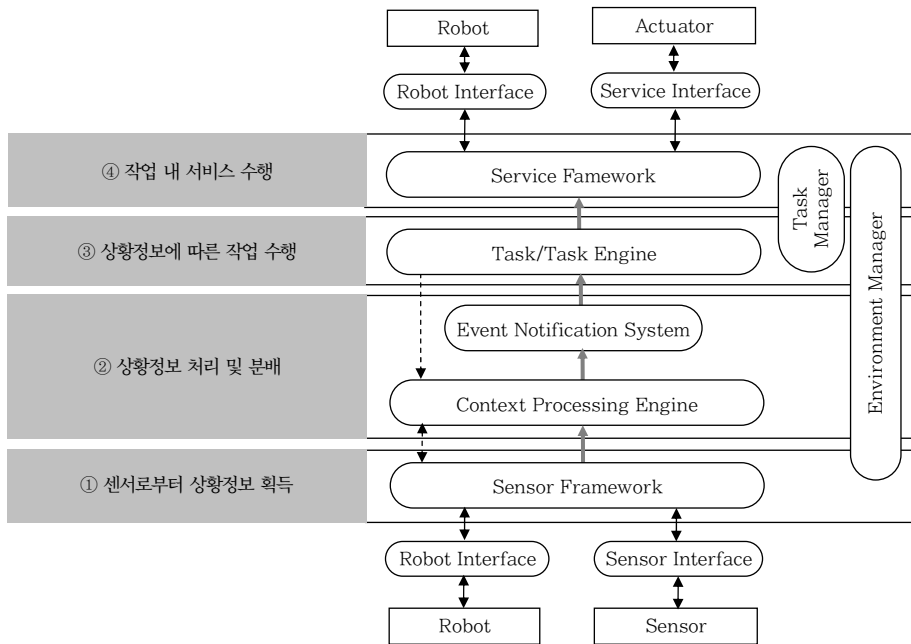 Robot
Actuator
Robot Interface
Service Interface
④ 작업 내 서비스 수행
Service Famework
Task
Manager
Environment Manager
③ 상황정보에 따른 작업 수행
Task/Task Engine
Event Notification System
② 상황정보 처리 및 분배
Context Processing Engine
① 센서로부터 상황정보 획득
Sensor Framework
Robot Interface
Sensor Interface
Robot
Sensor